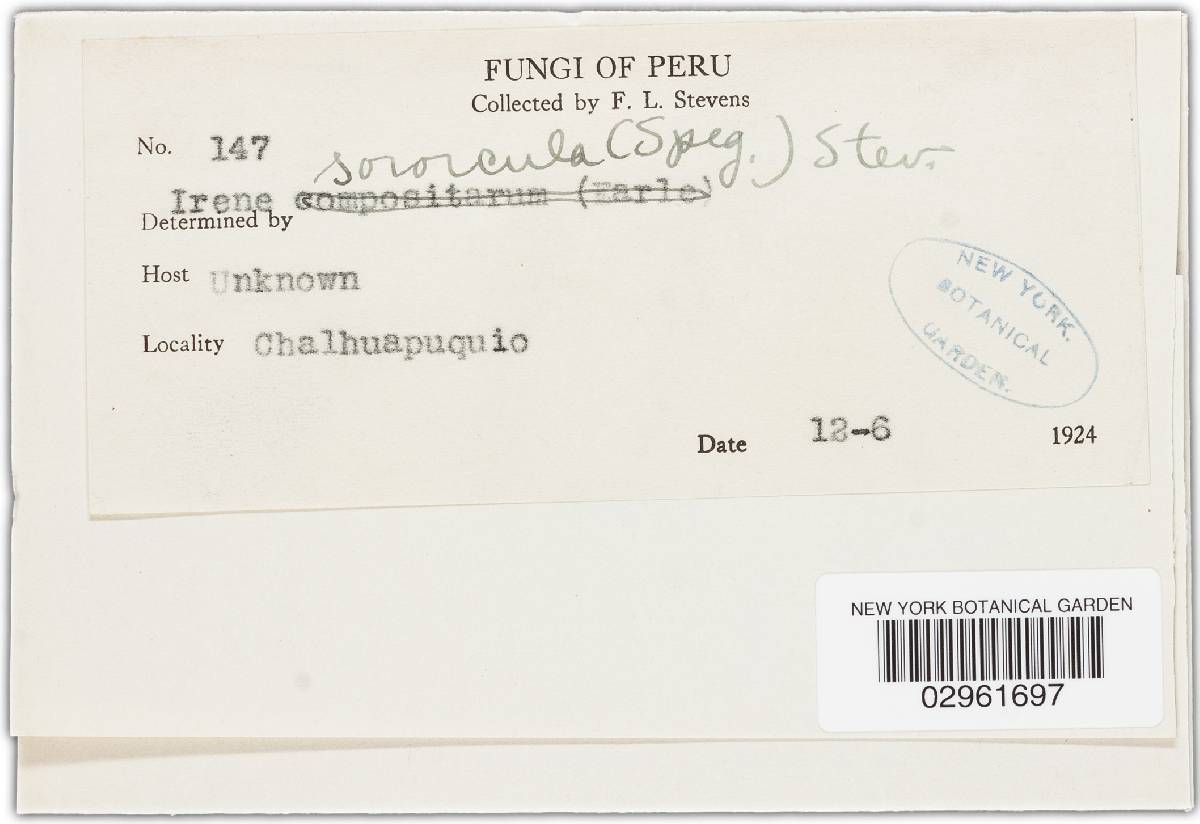 FUNGI OF PERU
Collected by F. L. Stevens
No. 147
sororcula (Speg.) Stev.
Irene compositarum (Earle)
Determined by
Host Unknown
Locality Chalhuapuquio
NEW YORK.
BOTANICAL
GARDEN.
Date 12-6 1924
NEW YORK BOTANICAL GARDEN
02961697